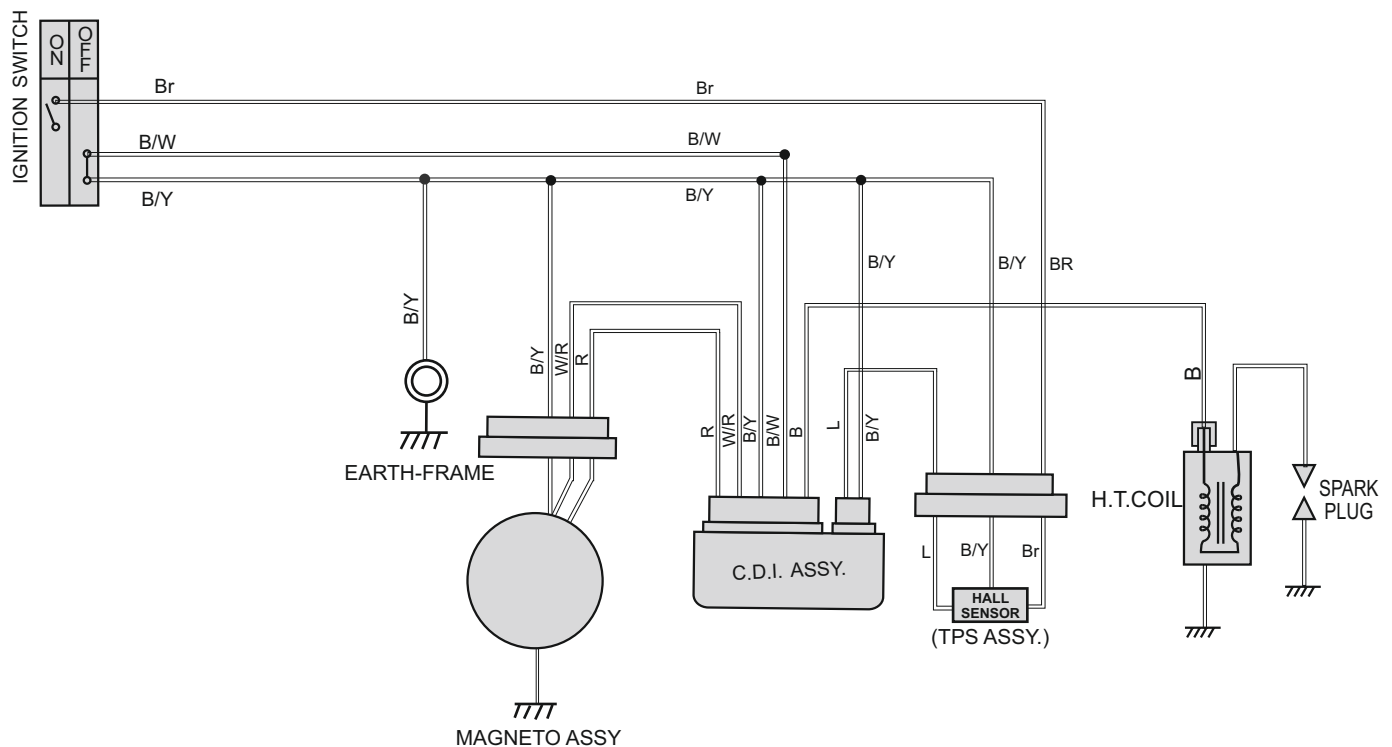 IGNITION SWITCH
ON
OFF
Br
Br
B/W
B/W
B/Y
B/Y
B/Y
B/Y
BR
B/Y
B/Y
W/R
R
B
R
W/R
B/Y
B/W
B
L
B/Y
EARTH-FRAME
H.T.COIL
SPARK
PLUG
L
B/Y
Br
C.D.I. ASSY.
HALL
SENSOR
(TPS ASSY.)
MAGNETO ASSY